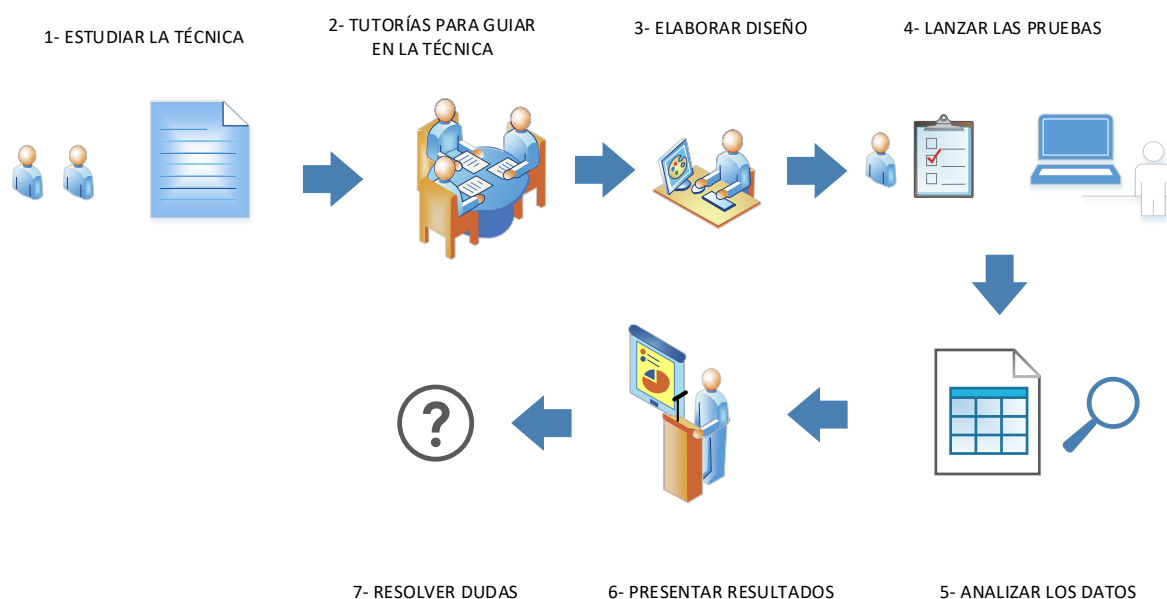 1- ESTUDIAR LA TÉCNICA
2- TUTORÍAS PARA GUIAR
EN LA TÉCNICA
3- ELABORAR DISEÑO
4- LANZAR LAS PRUEBAS
?
7- RESOLVER DUDAS
6- PRESENTAR RESULTADOS
5- ANALIZAR LOS DATOS